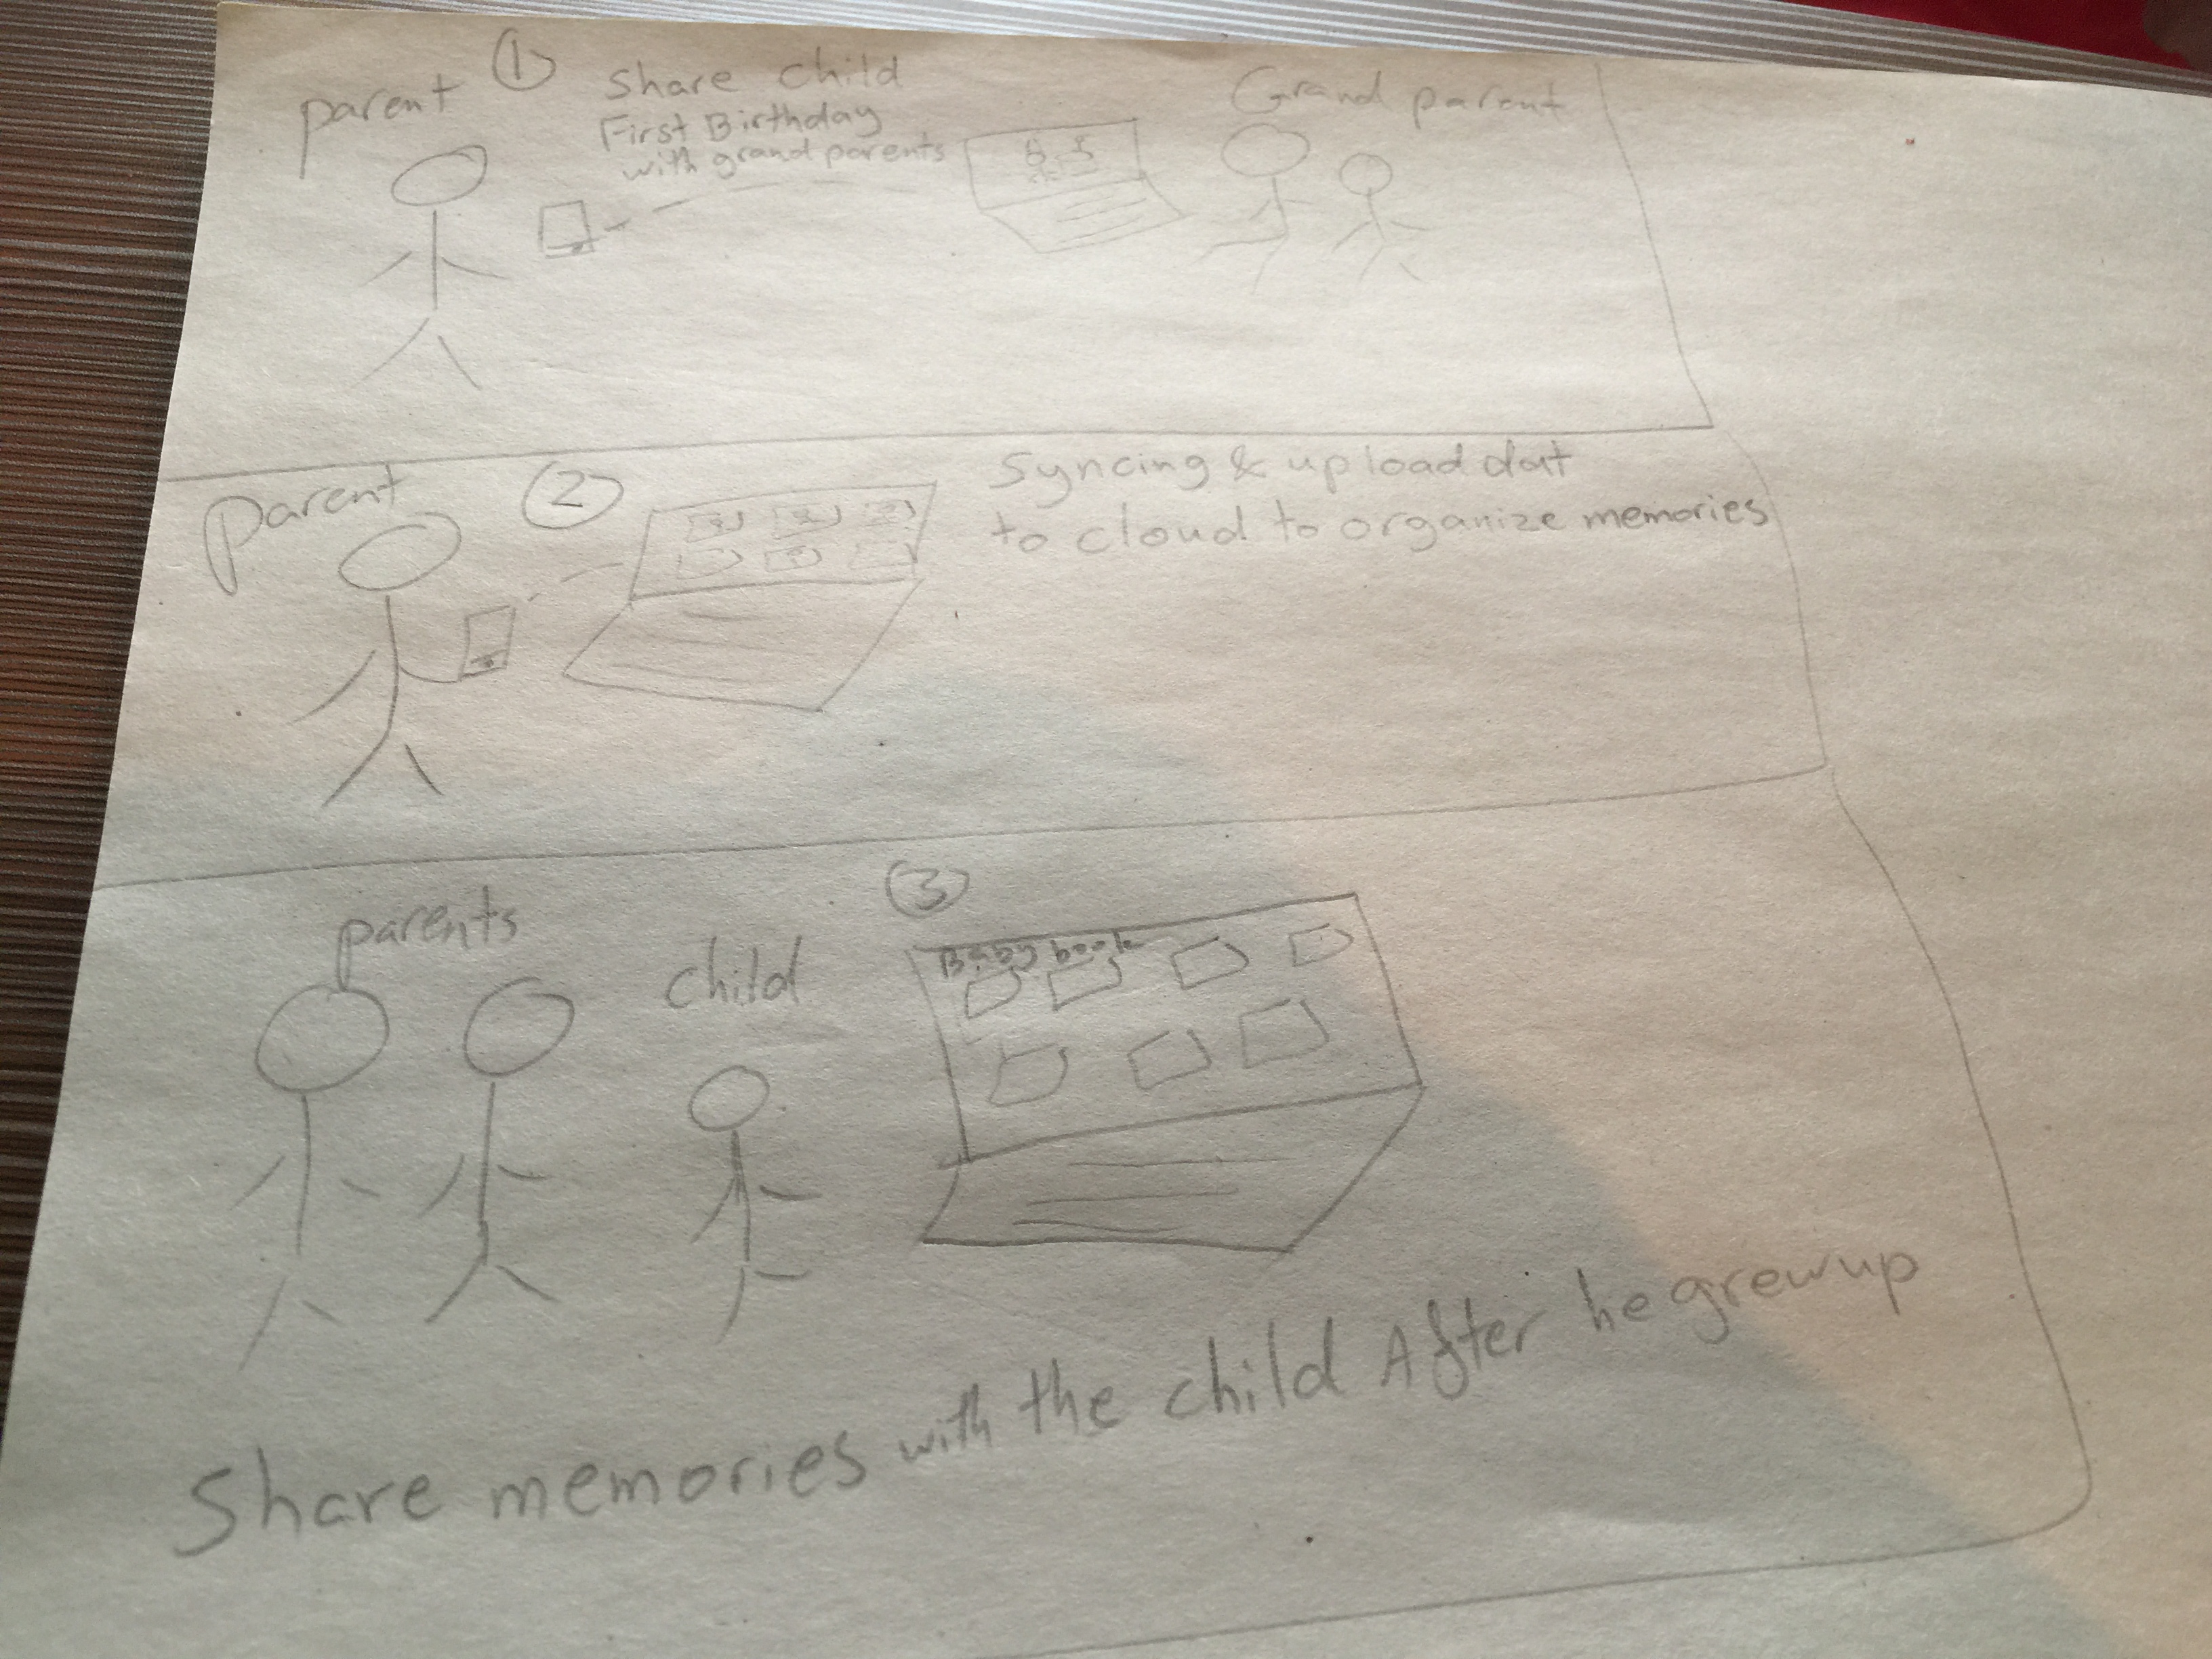 parent
①
Share child
First Birthday
with grand parents
Grand parent
parent
②
Syncing & upload dat
to cloud to organize memories
parents
child
③
Baby book
Share memories with the child After he grewup